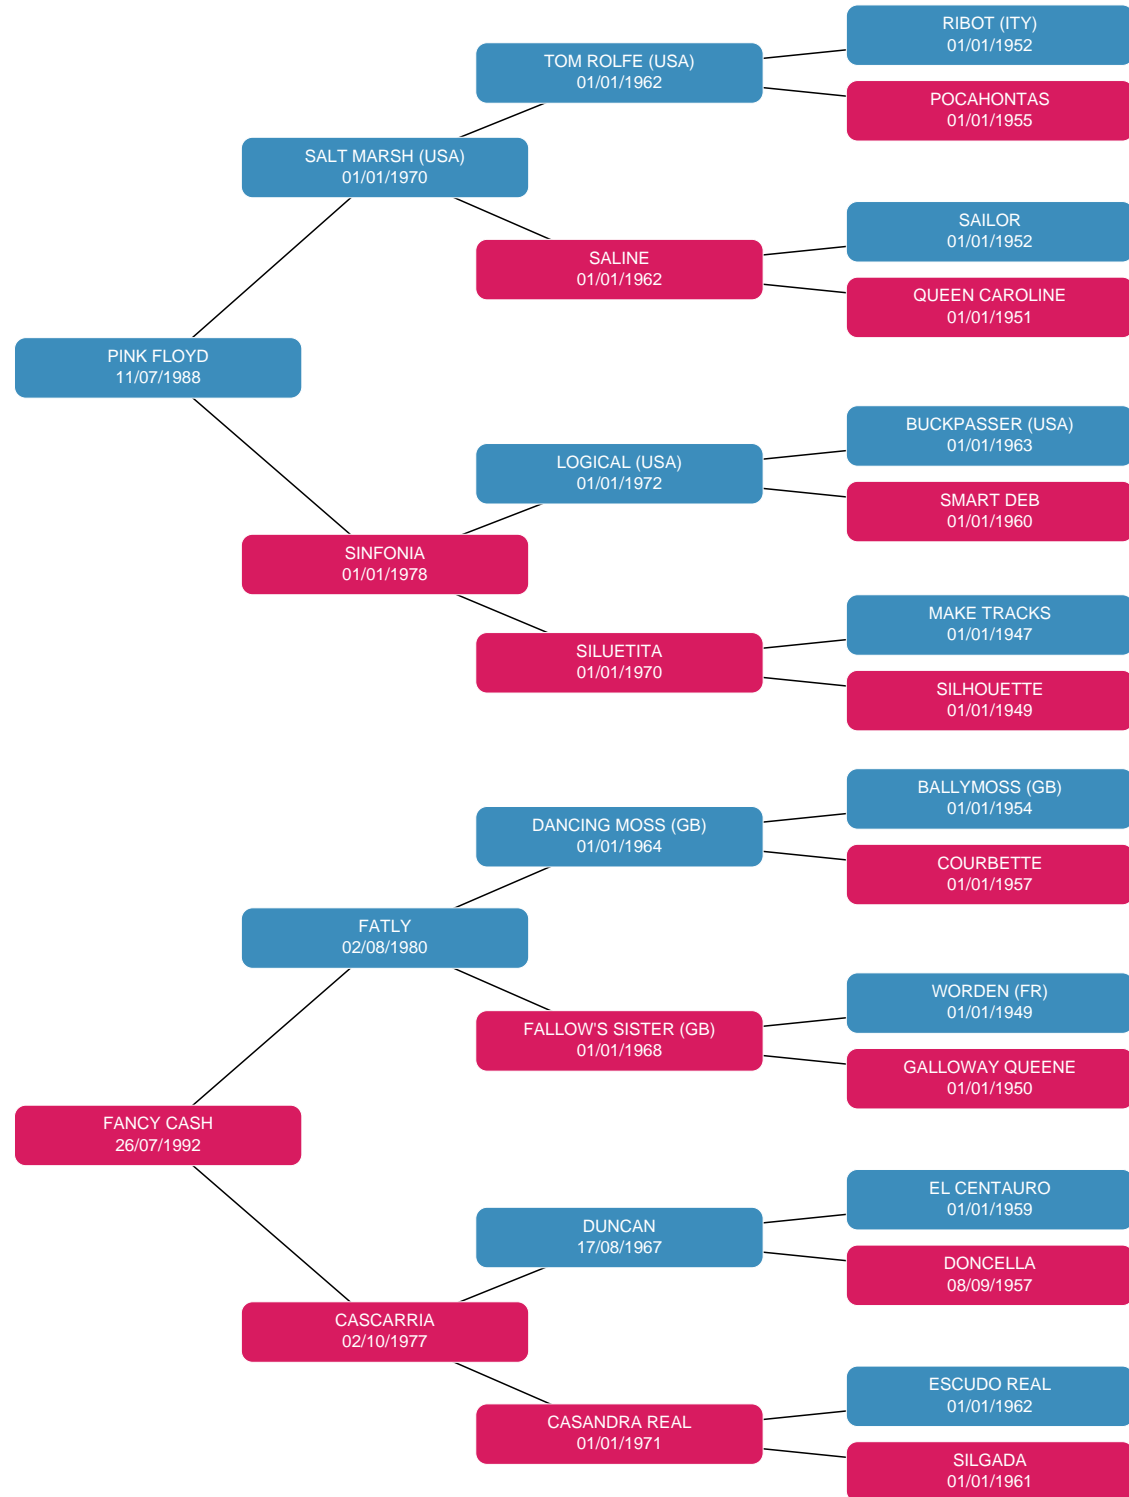 RIBOT (ITY)
01/01/1952
TOM ROLFE (USA)
01/01/1962
POCAHONTAS
01/01/1955
SALT MARSH (USA)
01/01/1970
SAILOR
01/01/1952
SALINE
01/01/1962
QUEEN CAROLINE
01/01/1951
PINK FLOYD
11/07/1988
BUCKPASSER (USA)
01/01/1963
LOGICAL (USA)
01/01/1972
SMART DEB
01/01/1960
SINFONIA
01/01/1978
MAKE TRACKS
01/01/1947
SILUETITA
01/01/1970
SILHOUETTE
01/01/1949
BALLYMOSS (GB)
01/01/1954
DANCING MOSS (GB)
01/01/1964
COURBETTE
01/01/1957
FATLY
02/08/1980
WORDEN (FR)
01/01/1949
FALLOW'S SISTER (GB)
01/01/1968
GALLOWAY QUEENE
01/01/1950
FANCY CASH
26/07/1992
EL CENTAURO
01/01/1959
DUNCAN
17/08/1967
DONCELLA
08/09/1957
CASCARRIA
02/10/1977
ESCUDO REAL
01/01/1962
CASANDRA REAL
01/01/1971
SILGADA
01/01/1961